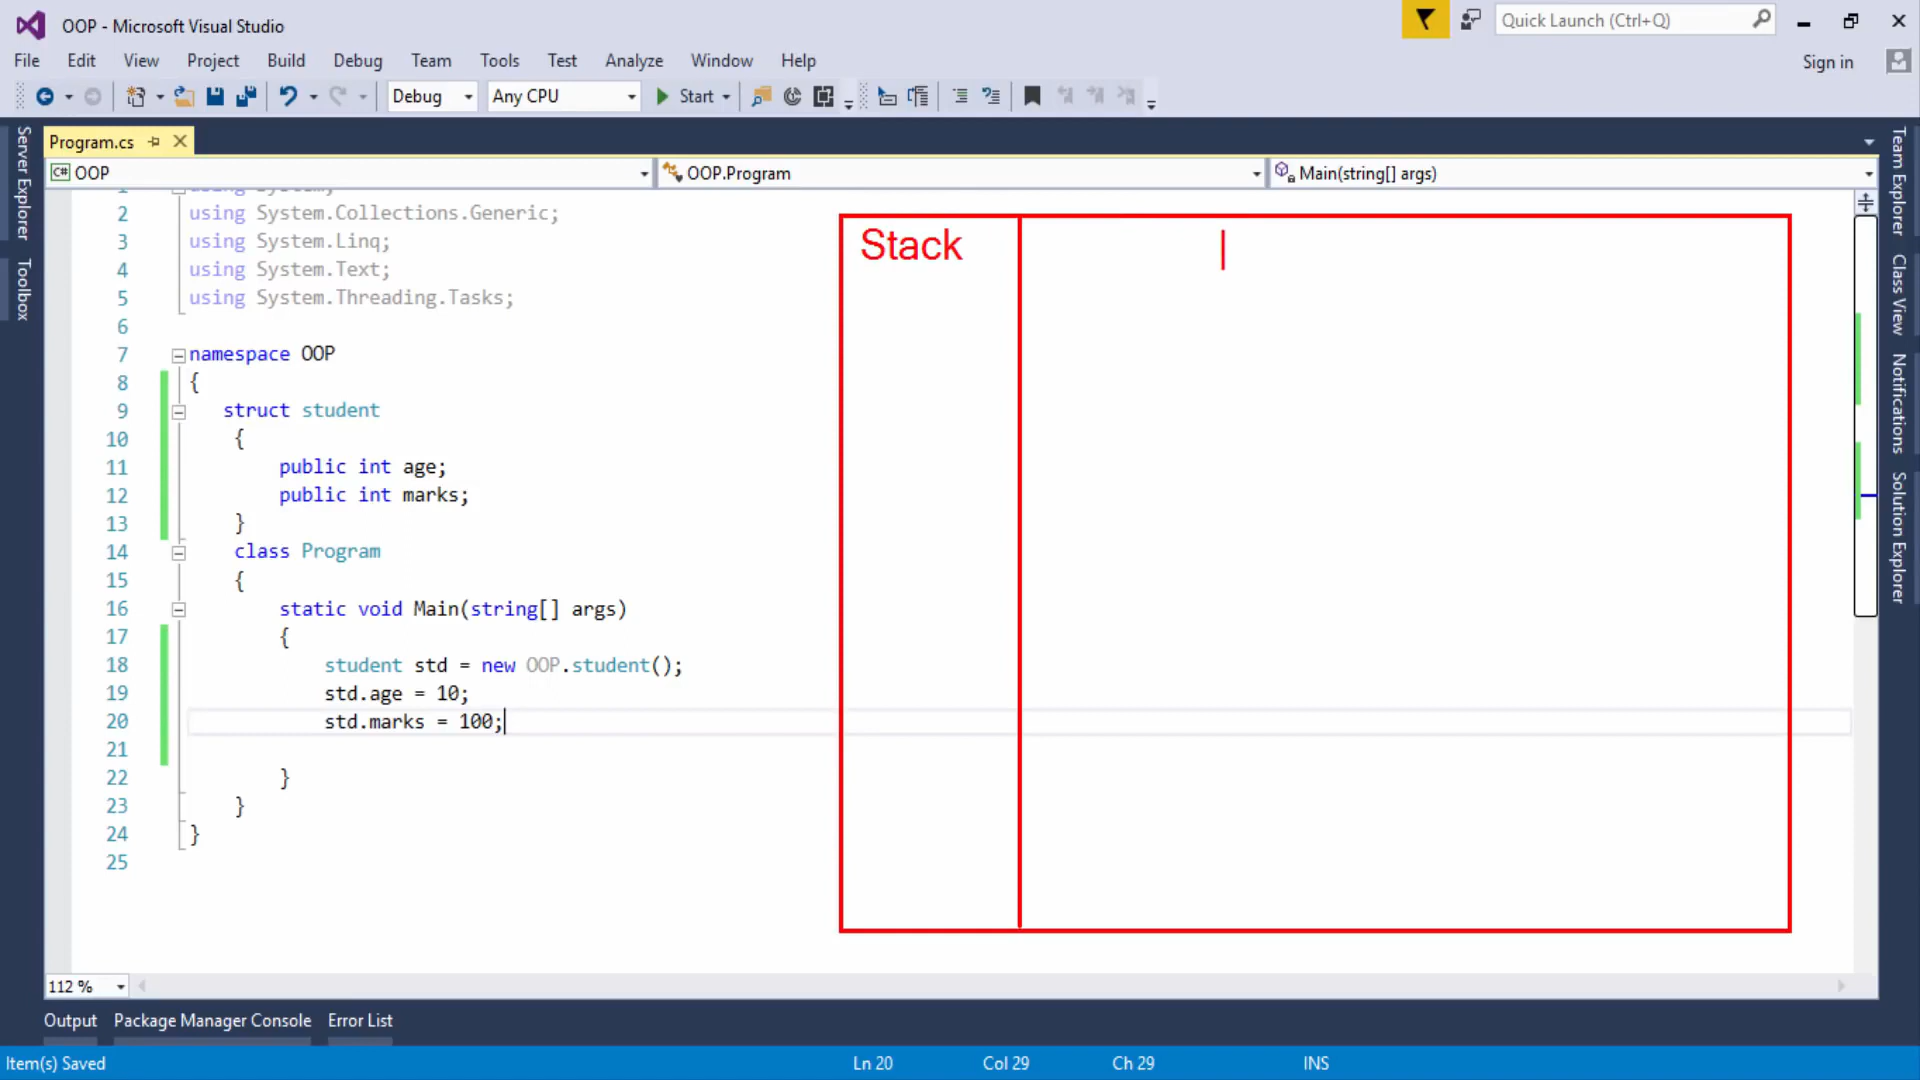 OOP - Microsoft Visual Studio
Quick Launch (Ctrl+Q)
File Edit View Project Build Debug Team Tools Test Analyze Window Help
Sign in
Debug Any CPU Start
Program.cs
C# OOP OOP.Program Main(string[] args)
Server Explorer
Toolbox
Team Explorer
Class View
Notifications
Solution Explorer
1 using System;
2 using System.Collections.Generic;
3 using System.Linq;
4 using System.Text;
5 using System.Threading.Tasks;
6
7 namespace OOP
8 {
9 struct student
10 {
11 public int age;
12 public int marks;
13 }
14 class Program
15 {
16 static void Main(string[] args)
17 {
18 student std = new OOP.student();
19 std.age = 10;
20 std.marks = 100;
21
22 }
23 }
24 }
25
Stack
112 %
Output Package Manager Console Error List
Item(s) Saved Ln 20 Col 29 Ch 29 INS